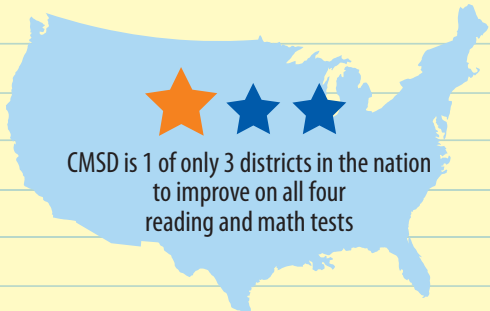 CMSD is 1 of only 3 districts in the nation
to improve on all four
reading and math tests